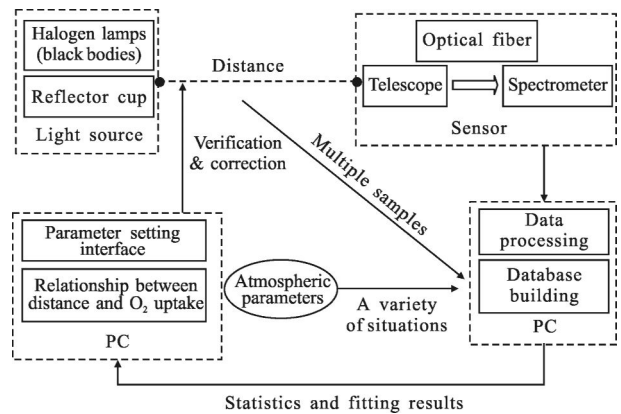 Halogen lamps
(black bodies)
Reflector cup
Light source
Distance
Optical fiber
Telescope
Spectrometer
Sensor
Verification
& correction
Multiple samples
Parameter setting
interface
Relationship between
distance and O₂ uptake
PC
Atmospheric
parameters
A variety
of situations
Data
processing
Database
building
PC
Statistics and fitting results